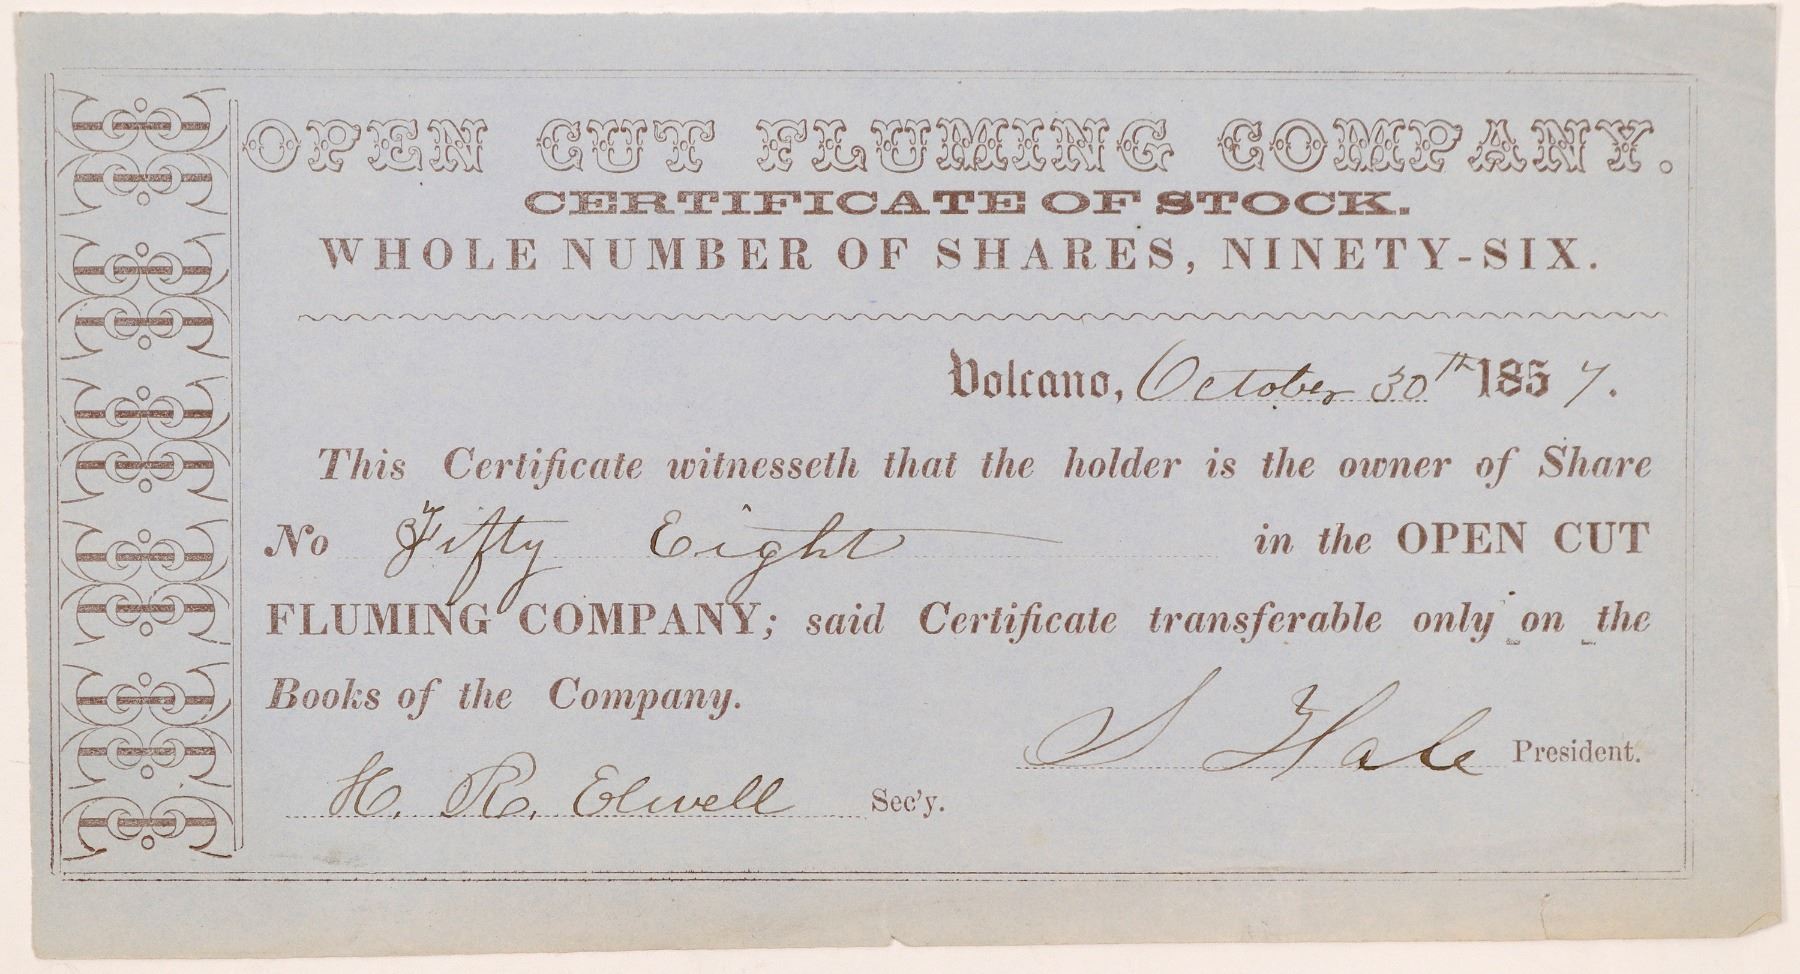 OPEN CUT FLUMING COMPANY.
CERTIFICATE OF STOCK.
WHOLE NUMBER OF SHARES, NINETY-SIX.
Volcano, October 30th 1857.
This Certificate witnesseth that the holder is the owner of Share
No Fifty Eight in the OPEN CUT
FLUMING COMPANY; said Certificate transferable only on the
Books of the Company.
S Hale President.
H. R. Elwell Sec'y.